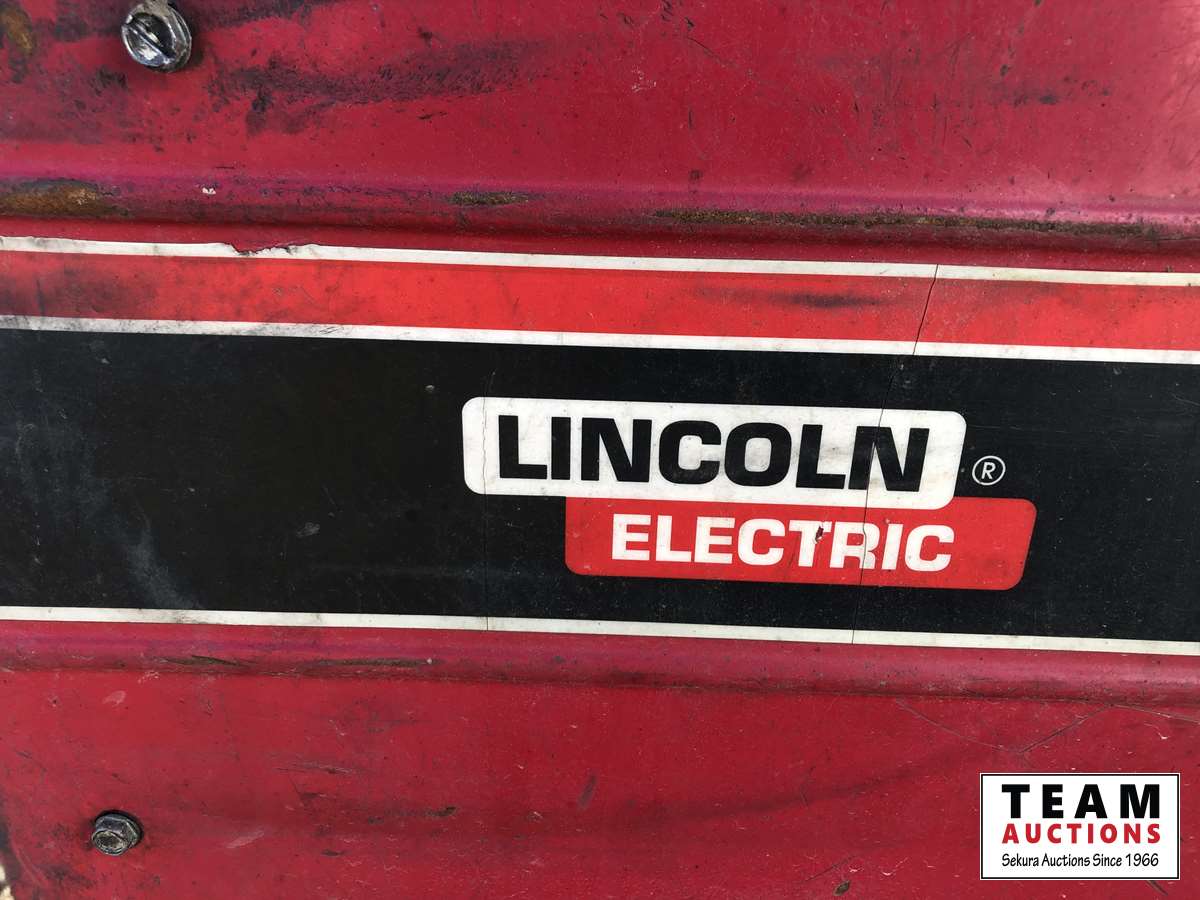 LINCOLN ®
ELECTRIC
TEAM
AUCTIONS
Sekura Auctions Since 1966